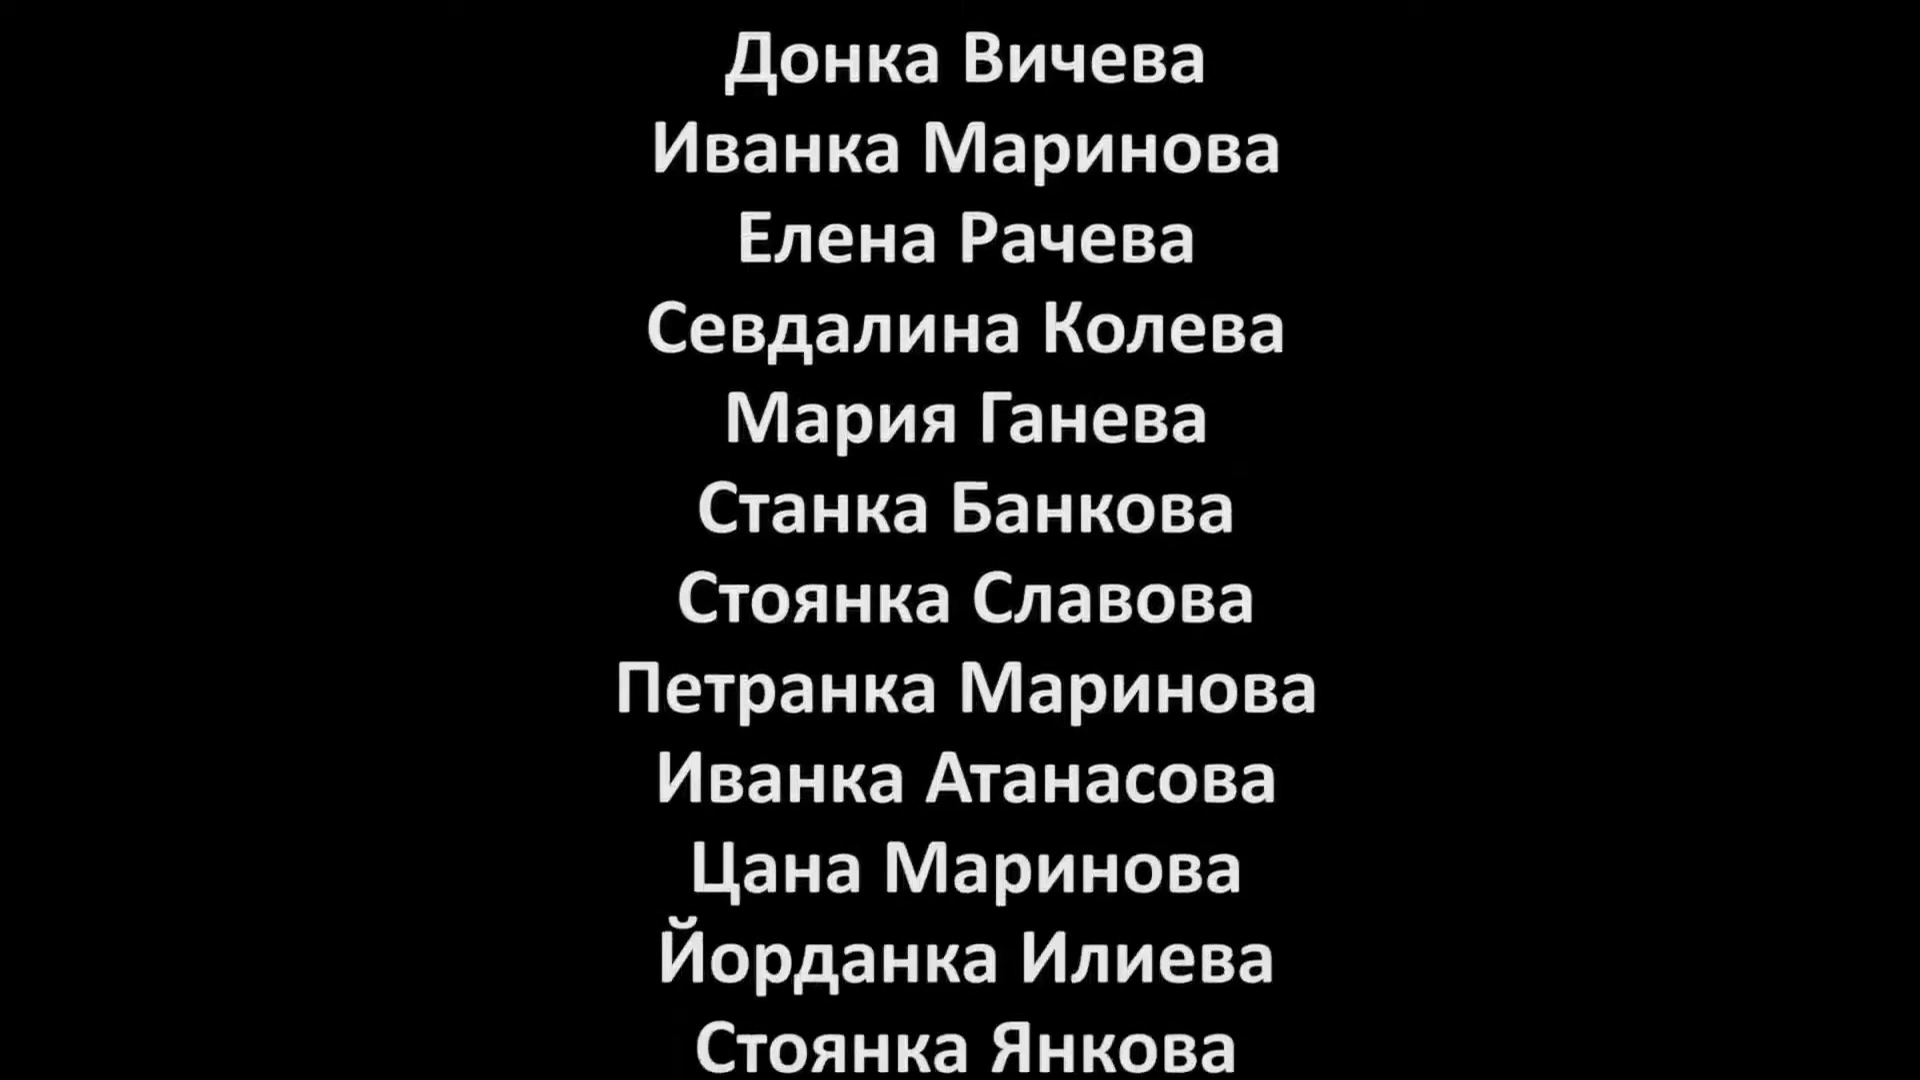 Донка Вичева
Иванка Маринова
Елена Рачева
Севдалина Колева
Мария Ганева
Станка Банкова
Стоянка Славова
Петранка Маринова
Иванка Атанасова
Цана Маринова
Йорданка Илиева
Стоянка Янкова